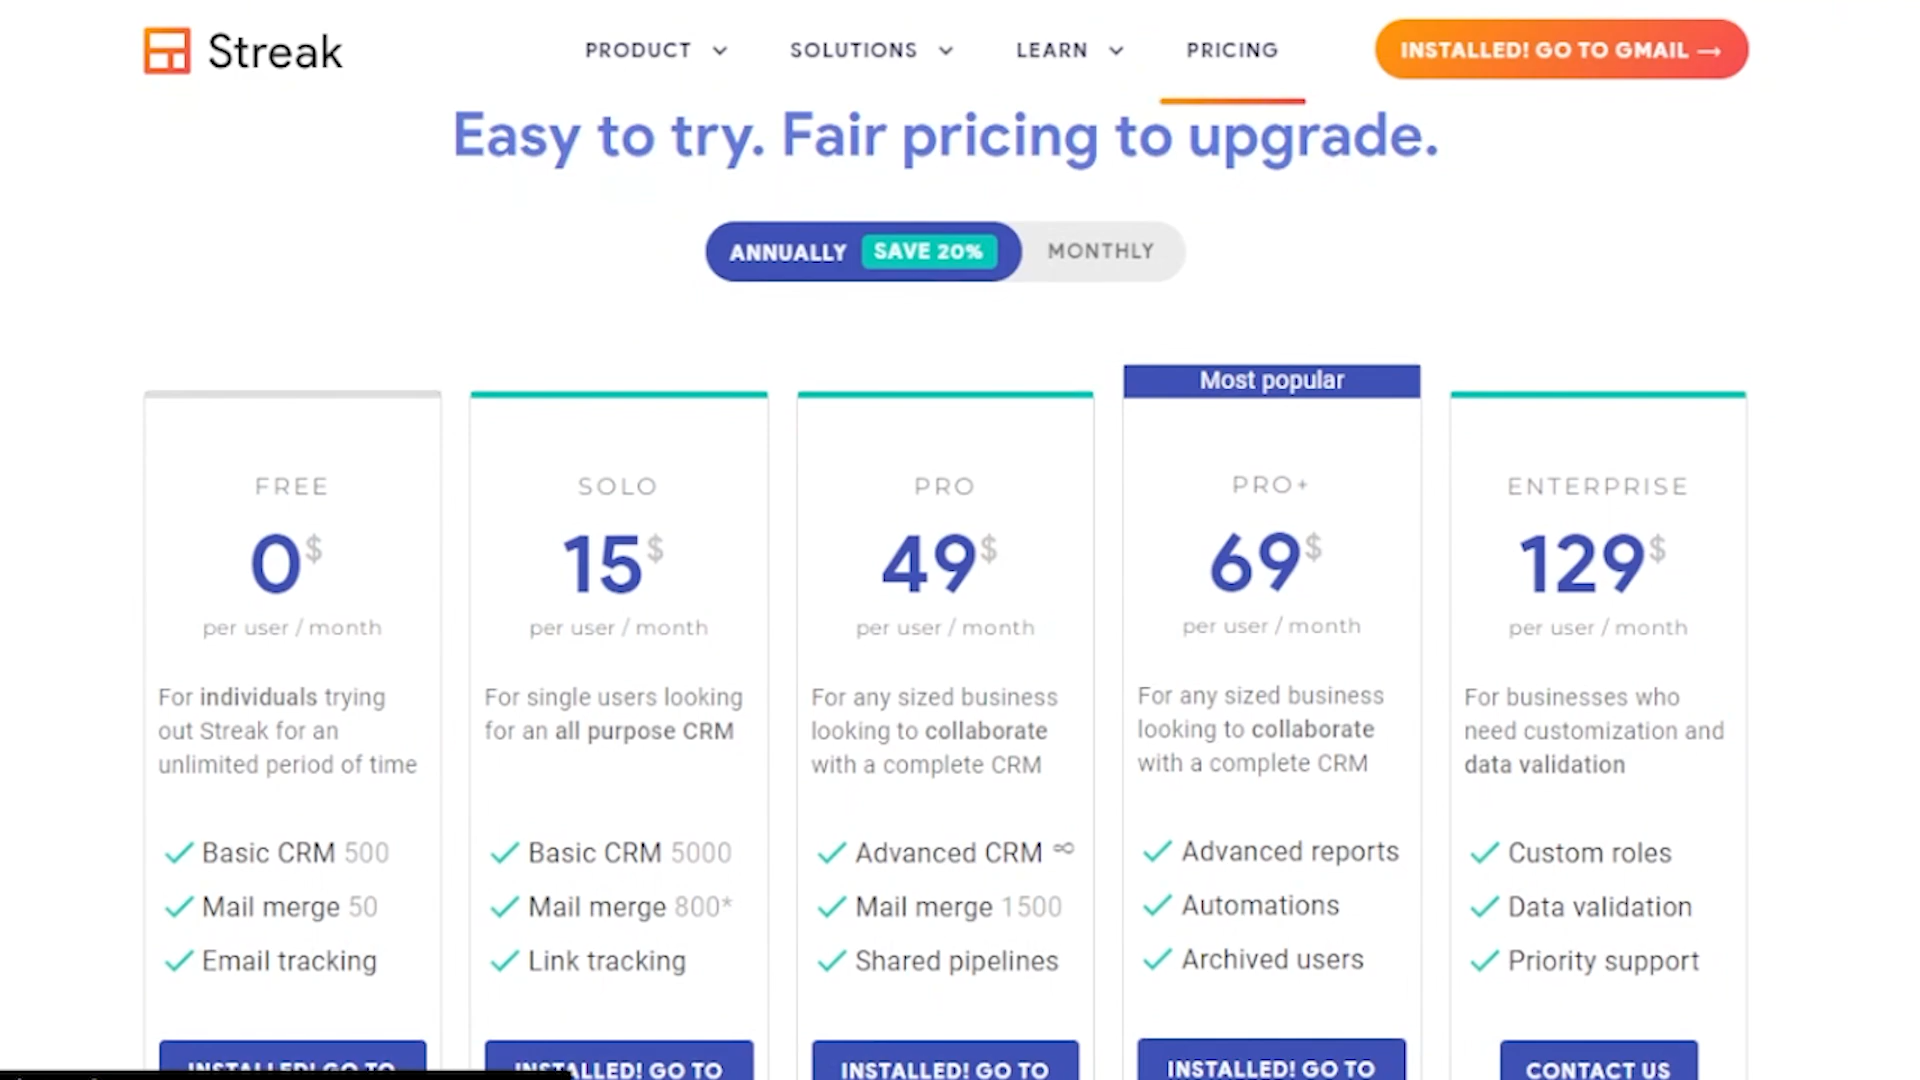 Streak
PRODUCT
SOLUTIONS
LEARN
PRICING
INSTALLED! GO TO GMAIL →
Easy to try. Fair pricing to upgrade.
ANNUALLY SAVE 20%
MONTHLY
FREE
0$
per user / month
For individuals trying
out Streak for an
unlimited period of time
✓ Basic CRM 500
✓ Mail merge 50
✓ Email tracking
INSTALLED! GO TO
SOLO
15$
per user / month
For single users looking
for an all purpose CRM
✓ Basic CRM 5000
✓ Mail merge 800*
✓ Link tracking
INSTALLED! GO TO
PRO
49$
per user / month
For any sized business
looking to collaborate
with a complete CRM
✓ Advanced CRM ∞
✓ Mail merge 1500
✓ Shared pipelines
INSTALLED! GO TO
Most popular
PRO+
69$
per user / month
For any sized business
looking to collaborate
with a complete CRM
✓ Advanced reports
✓ Automations
✓ Archived users
INSTALLED! GO TO
ENTERPRISE
129$
per user / month
For businesses who
need customization and
data validation
✓ Custom roles
✓ Data validation
✓ Priority support
CONTACT US